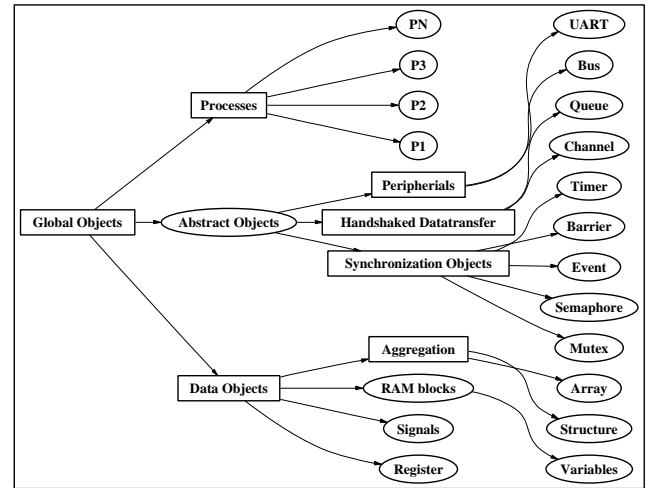 PN
UART
P3
Bus
Processes
P2
Queue
P1
Channel
Peripherials
Timer
Global Objects
Abstract Objects
Handshaked Datatransfer
Barrier
Synchronization Objects
Event
Semaphore
Aggregation
Mutex
Data Objects
RAM blocks
Array
Signals
Structure
Register
Variables